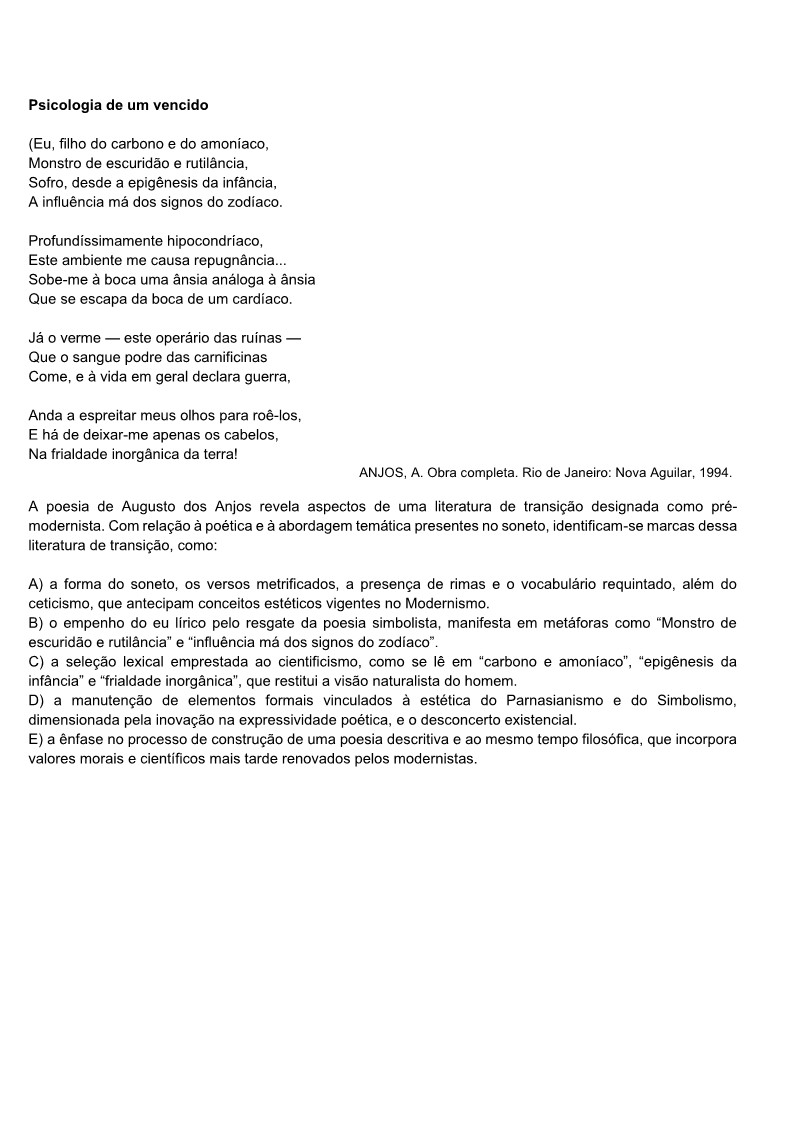 Psicologia de um vencido
(Eu, filho do carbono e do amoníaco,
Monstro de escuridão e rutilância,
Sofro, desde a epigênesis da infância,
A influência má dos signos do zodíaco.
Profundíssimamente hipocondríaco,
Este ambiente me causa repugnância...
Sobe-me à boca uma ânsia análoga à ânsia
Que se escapa da boca de um cardíaco.
Já o verme — este operário das ruínas —
Que o sangue podre das carnificinas
Come, e à vida em geral declara guerra,
Anda a espreitar meus olhos para roê-los,
E há de deixar-me apenas os cabelos,
Na frialdade inorgânica da terra!
ANJOS, A. Obra completa. Rio de Janeiro: Nova Aguilar, 1994.
A poesia de Augusto dos Anjos revela aspectos de uma literatura de transição designada como pré-
modernista. Com relação à poética e à abordagem temática presentes no soneto, identificam-se marcas dessa
literatura de transição, como:
A) a forma do soneto, os versos metrificados, a presença de rimas e o vocabulário requintado, além do
ceticismo, que antecipam conceitos estéticos vigentes no Modernismo.
B) o empenho do eu lírico pelo resgate da poesia simbolista, manifesta em metáforas como “Monstro de
escuridão e rutilância” e “influência má dos signos do zodíaco”.
C) a seleção lexical emprestada ao cientificismo, como se lê em “carbono e amoníaco”, “epigênesis da
infância” e “frialdade inorgânica”, que restitui a visão naturalista do homem.
D) a manutenção de elementos formais vinculados à estética do Parnasianismo e do Simbolismo,
dimensionada pela inovação na expressividade poética, e o desconcerto existencial.
E) a ênfase no processo de construção de uma poesia descritiva e ao mesmo tempo filosófica, que incorpora
valores morais e científicos mais tarde renovados pelos modernistas.